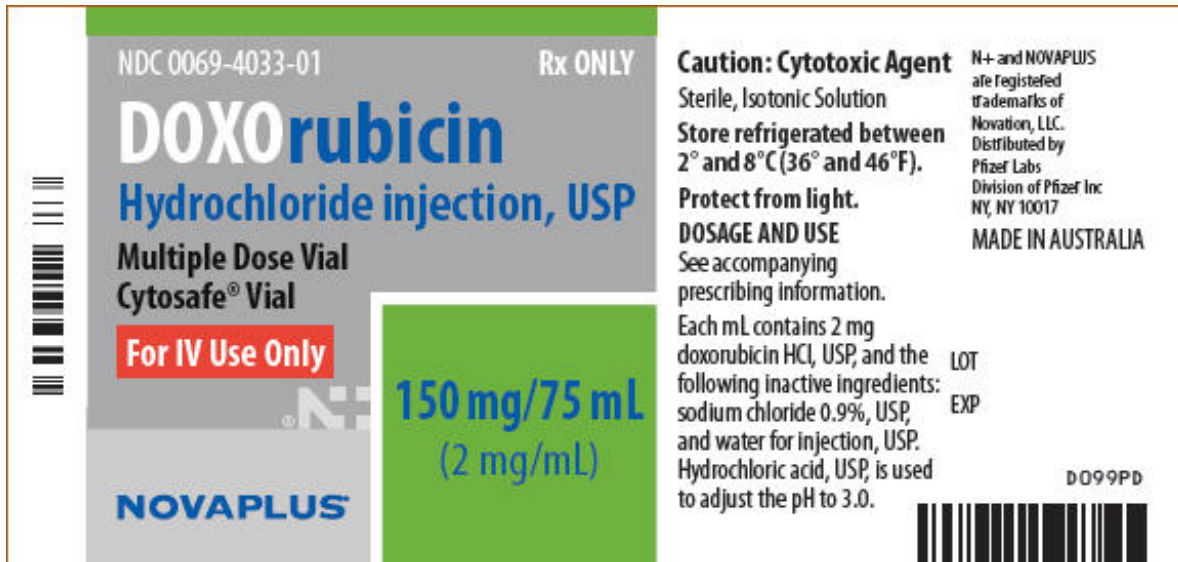 NDC 0069-4033-01
Rx ONLY
DOXOrubicin
Hydrochloride injection, USP
Multiple Dose Vial
Cytosafe® Vial
For IV Use Only
®N+
150 mg/75 mL
(2 mg/mL)
NOVAPLUS®
Caution: Cytotoxic Agent
Sterile, Isotonic Solution
Store refrigerated between
2° and 8°C (36° and 46°F).
Protect from light.
DOSAGE AND USE
See accompanying
prescribing information.
Each mL contains 2 mg
doxorubicin HCl, USP, and the
following inactive ingredients:
sodium chloride 0.9%, USP,
and water for injection, USP.
Hydrochloric acid, USP, is used
to adjust the pH to 3.0.
N+ and NOVAPLUS
are registered
trademarks of
Novation, LLC.
Distributed by
Pfizer Labs
Division of Pfizer Inc
NY, NY 10017
MADE IN AUSTRALIA
LOT
EXP
DO99PD